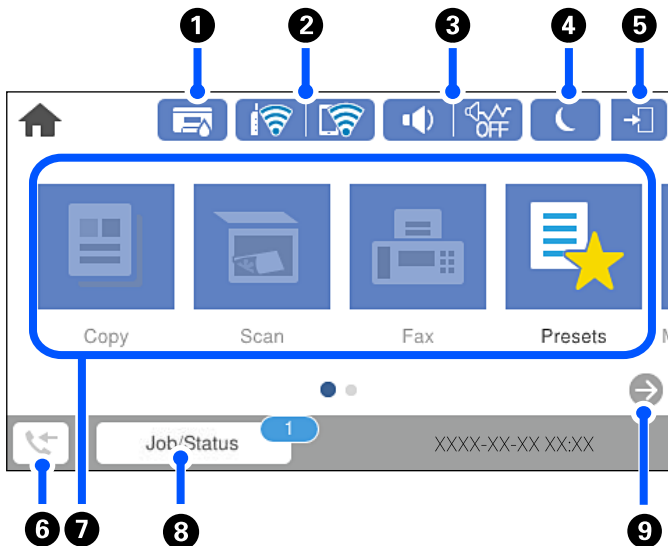 1 2 3 4 5
OFF
Copy Scan Fax Presets
1
Job/Status XXXX-XX-XX XX:XX
6 7 8 9